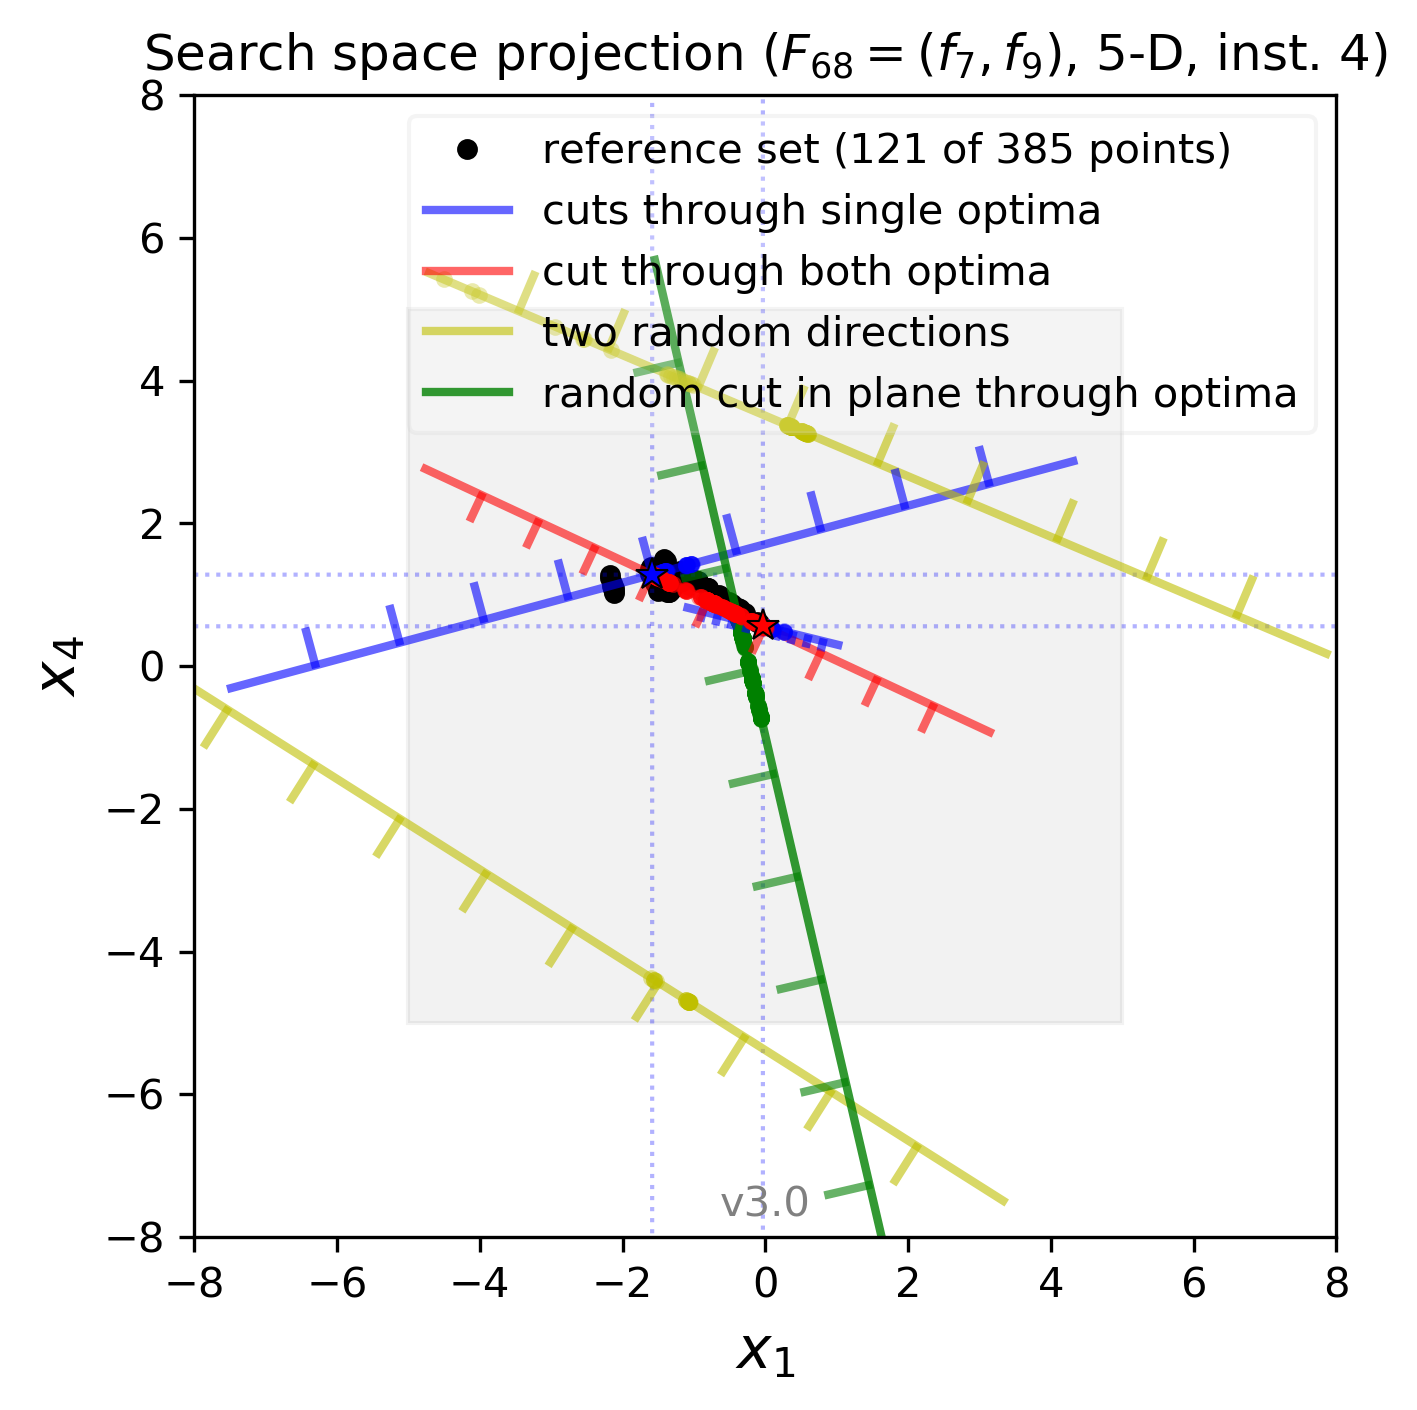 Search space projection (F68 = (f7, f9), 5-D, inst. 4)
8
6
4
2
0
−2
−4
−6
−8
x4
reference set (121 of 385 points)
cuts through single optima
cut through both optima
two random directions
random cut in plane through optima
v3.0
−8 −6 −4 −2 0 2 4 6 8
x1